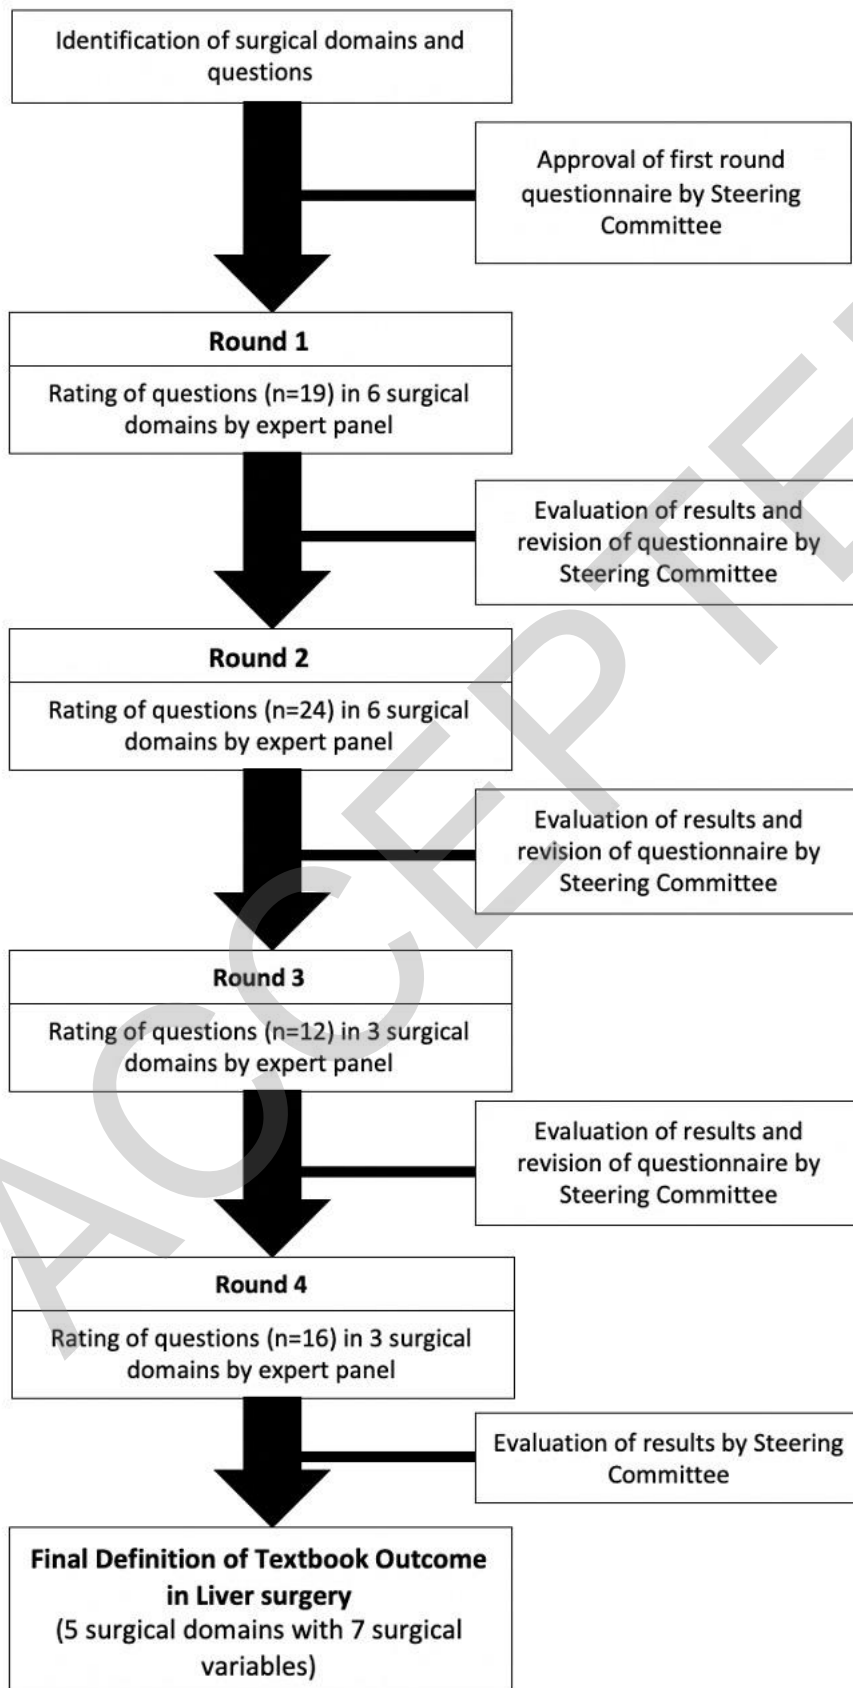 Identification of surgical domains and
questions
Approval of first round
questionnaire by Steering
Committee
Round 1
Rating of questions (n=19) in 6 surgical
domains by expert panel
Evaluation of results and
revision of questionnaire by
Steering Committee
Round 2
Rating of questions (n=24) in 6 surgical
domains by expert panel
Evaluation of results and
revision of questionnaire by
Steering Committee
Round 3
Rating of questions (n=12) in 3 surgical
domains by expert panel
Evaluation of results and
revision of questionnaire by
Steering Committee
Round 4
Rating of questions (n=16) in 3 surgical
domains by expert panel
Evaluation of results by Steering
Committee
Final Definition of Textbook Outcome
in Liver surgery
(5 surgical domains with 7 surgical
variables)
ACCEPTE